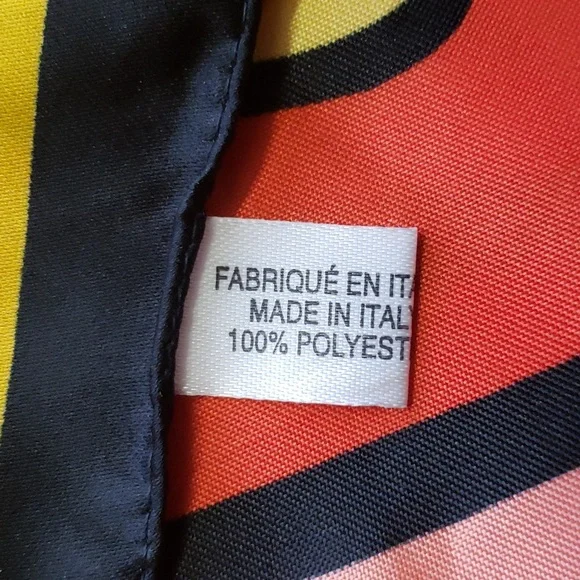 FABRIQUÉ EN ITA
MADE IN ITALY
100% POLYEST